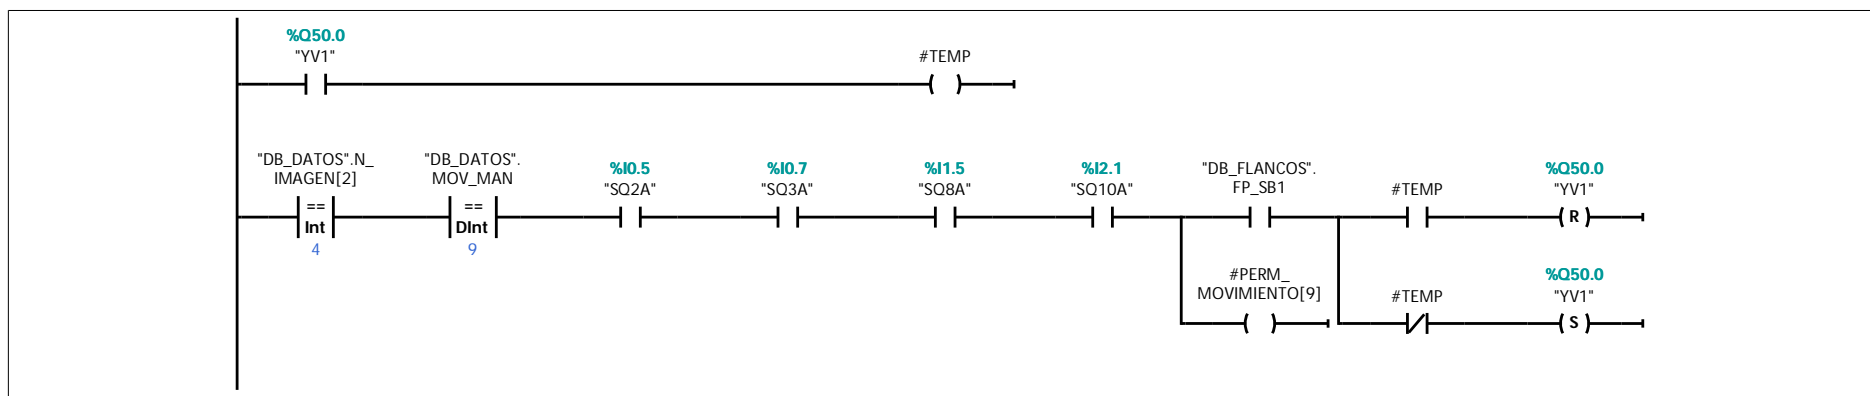 %Q50.0
"YV1"
#TEMP
"DB_DATOS".N_
IMAGEN[2]
==
Int
4
"DB_DATOS".
MOV_MAN
==
DInt
9
%I0.5
"SQ2A"
%I0.7
"SQ3A"
%I1.5
"SQ8A"
%I2.1
"SQ10A"
"DB_FLANCOS".
FP_SB1
#TEMP
%Q50.0
"YV1"
R
#PERM_
MOVIMIENTO[9]
#TEMP
%Q50.0
"YV1"
S